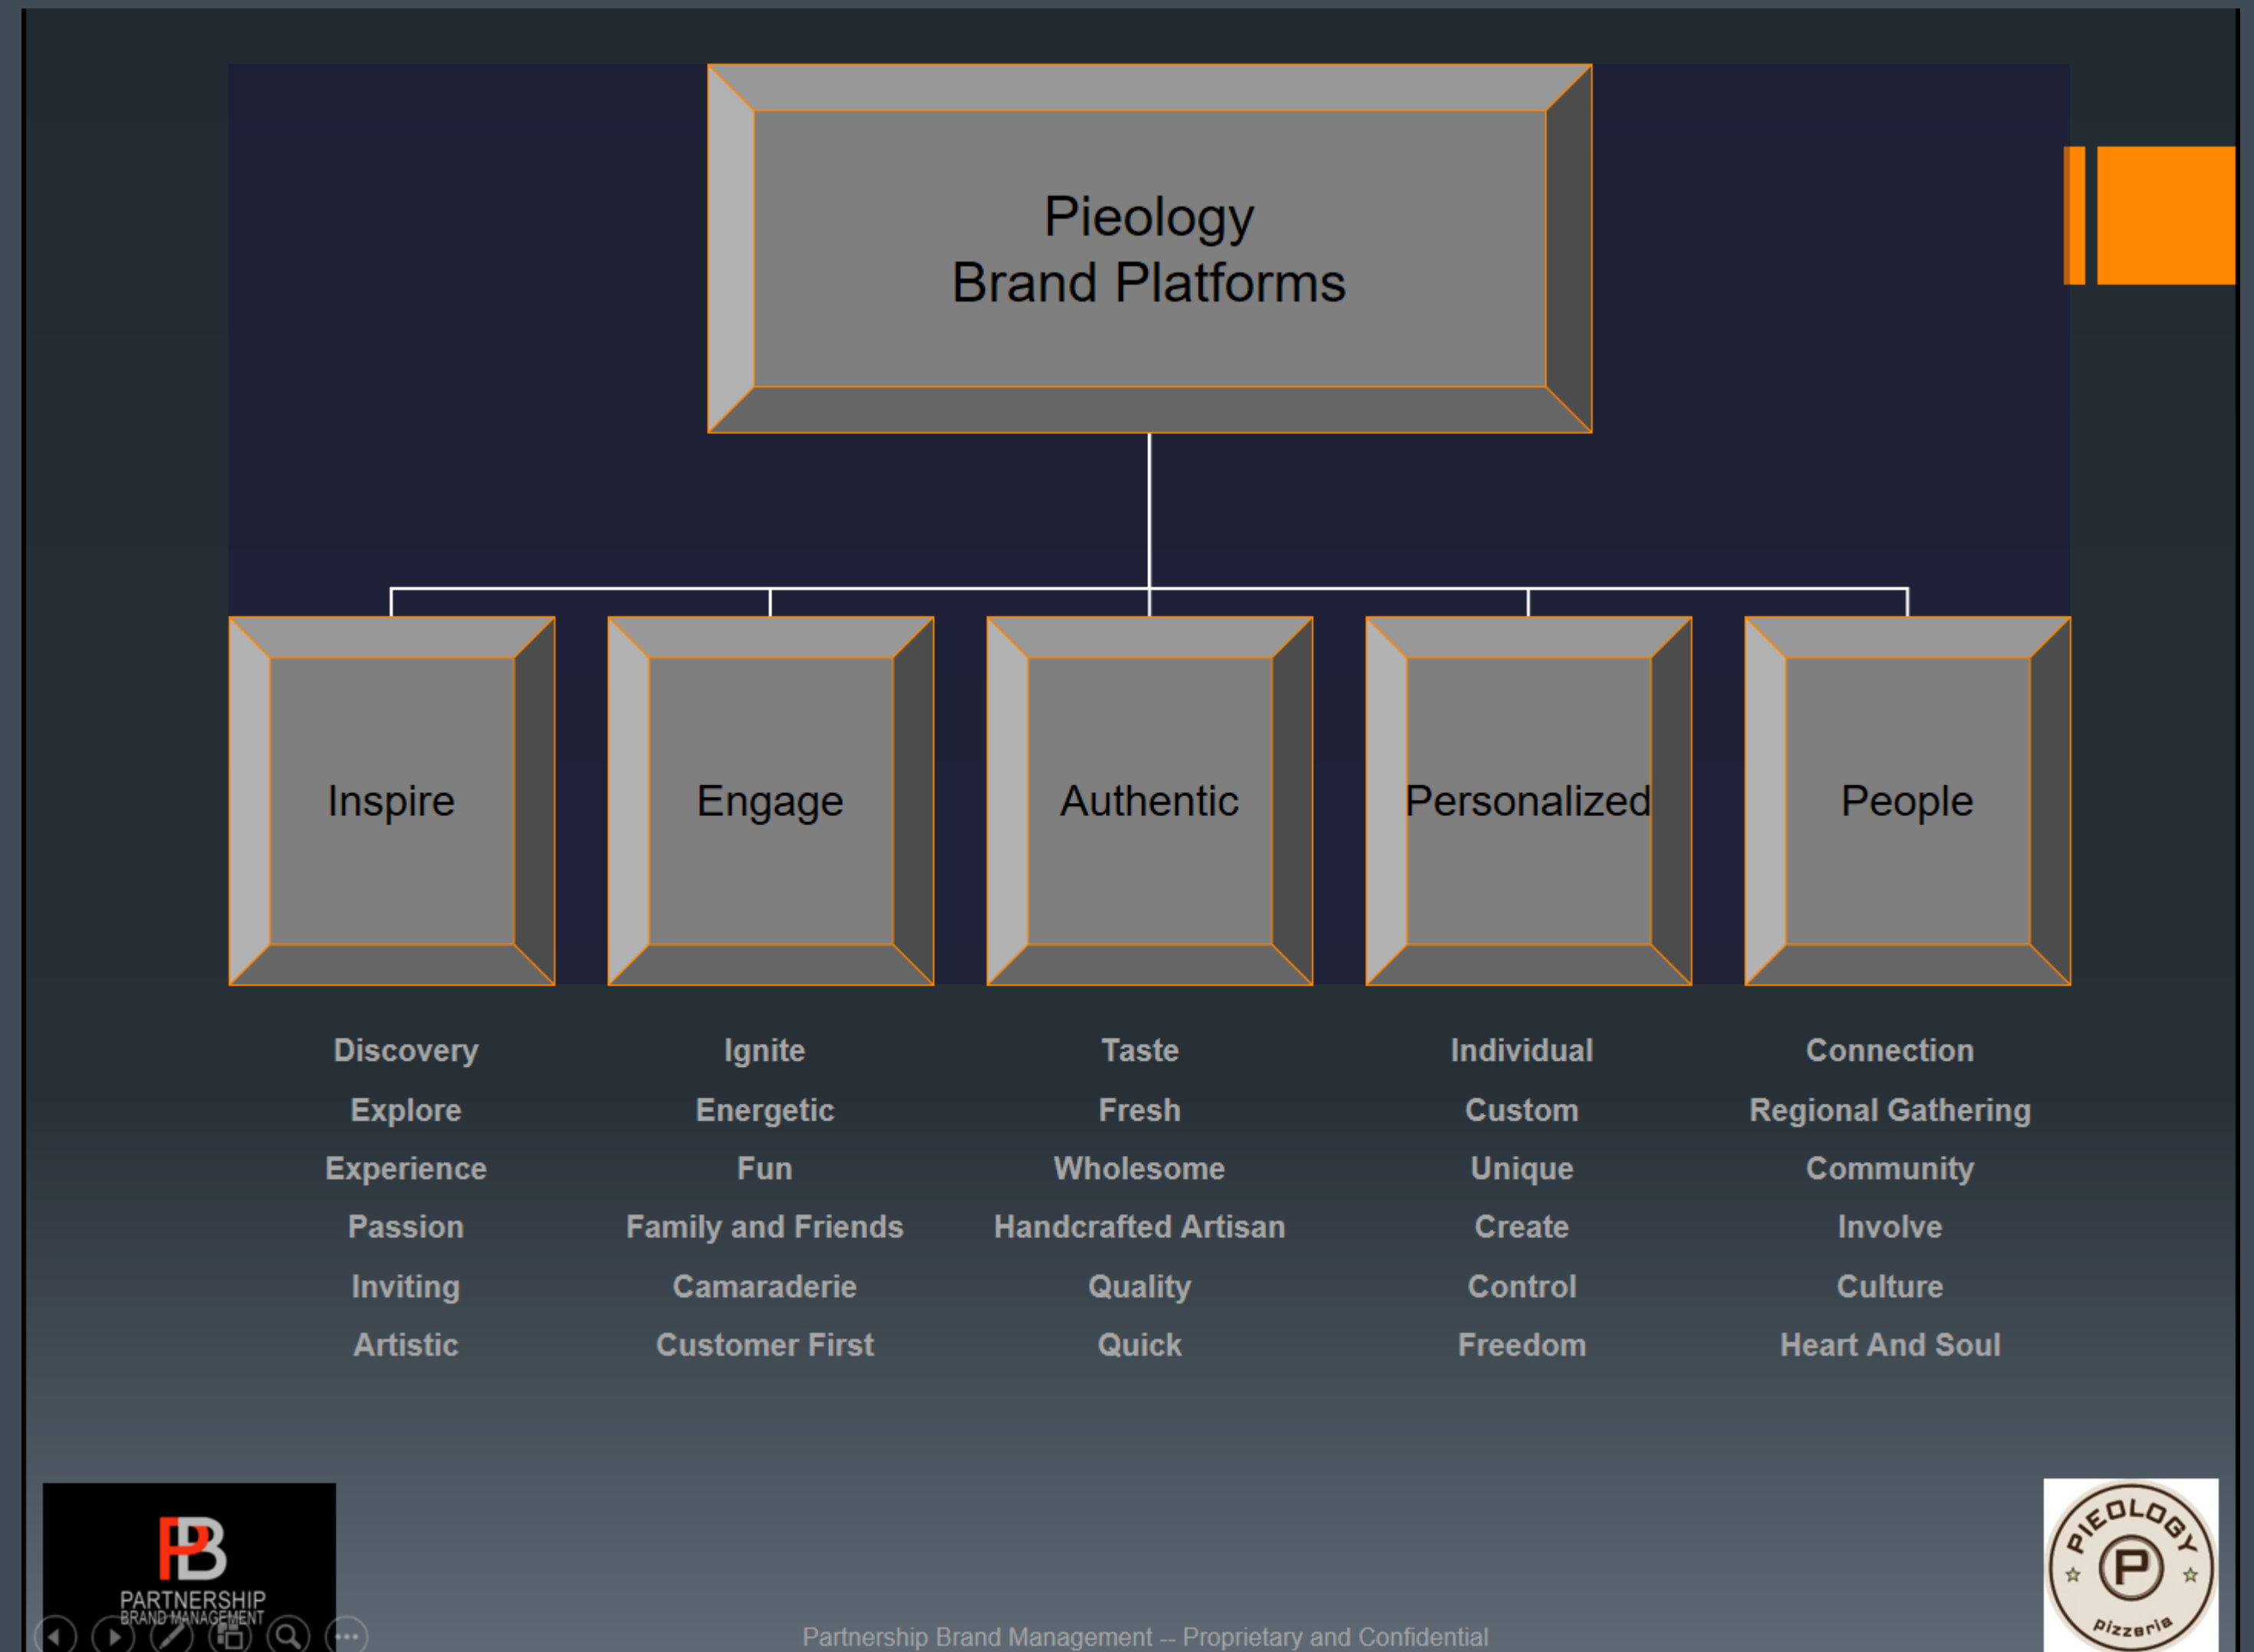 Pieology
Brand Platforms
Inspire
Engage
Authentic
Personalized
People
Discovery
Explore
Experience
Passion
Inviting
Artistic
Ignite
Energetic
Fun
Family and Friends
Camaraderie
Customer First
Taste
Fresh
Wholesome
Handcrafted Artisan
Quality
Quick
Individual
Custom
Unique
Create
Control
Freedom
Connection
Regional Gathering
Community
Involve
Culture
Heart And Soul
PB
PARTNERSHIP
BRAND MANAGEMENT
Partnership Brand Management -- Proprietary and Confidential
PIEOLOGY
P
pizzeria